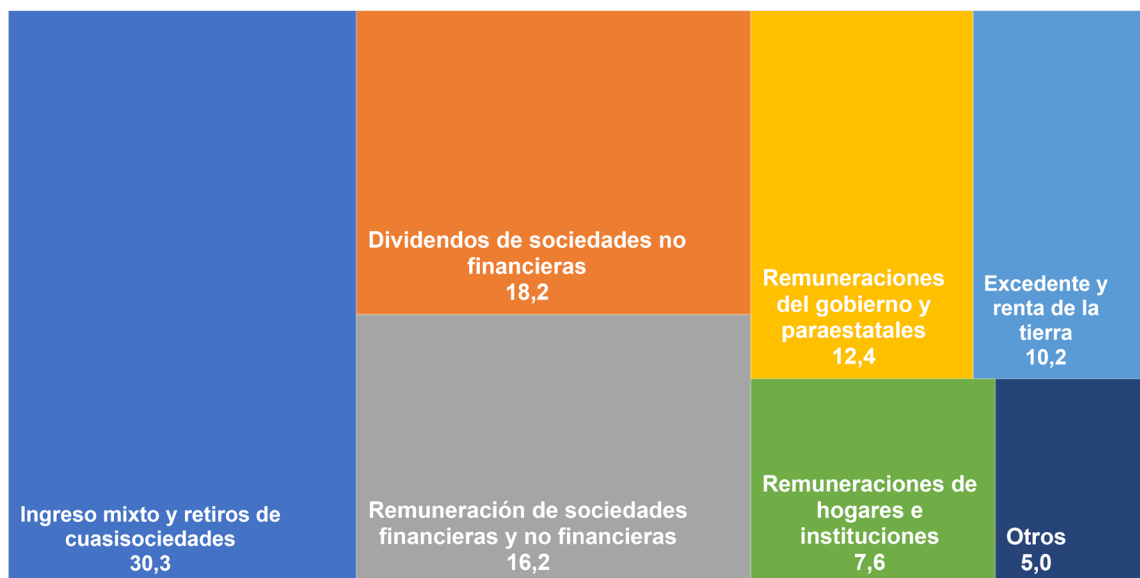 Ingreso mixto y retiros de
cuasisociedades
30,3
Dividendos de sociedades no
financieras
18,2
Remuneración de sociedades
financieras y no financieras
16,2
Remuneraciones
del gobierno y
paraestatales
12,4
Excedente y
renta de la
tierra
10,2
Remuneraciones de
hogares e
instituciones
7,6
Otros
5,0